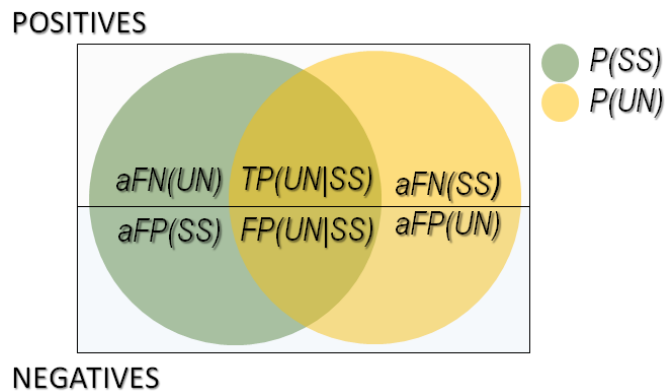 POSITIVES
P(SS)
P(UN)
aFN(UN) TP(UN|SS) aFN(SS)
aFP(SS) FP(UN|SS) aFP(UN)
NEGATIVES